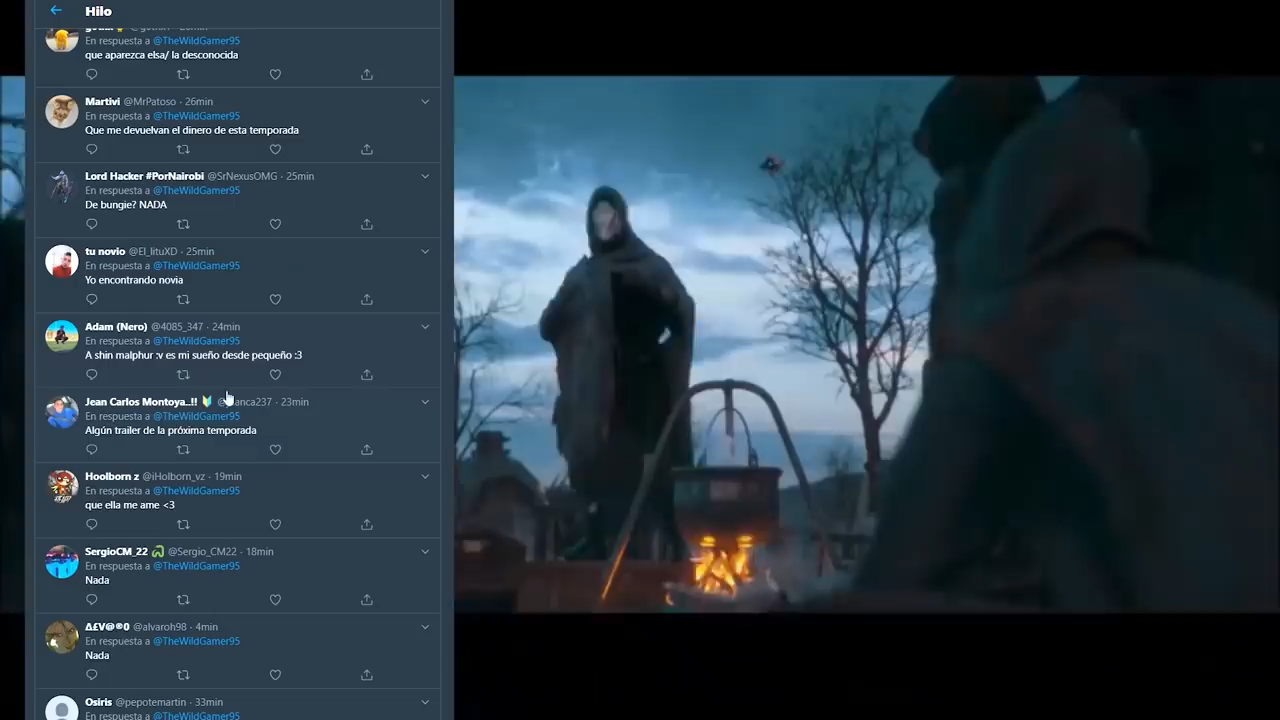 Hilo
En respuesta a @TheWildGamer95
que aparezca elsa/ la desconocida
Martivi @MrPatoso · 26min
En respuesta a @TheWildGamer95
Que me devuelvan el dinero de esta temporada
Lord Hacker #PorNairobi @SrNexusOMG · 25min
En respuesta a @TheWildGamer95
De bungie? NADA
tu novio @El_lituXD · 25min
En respuesta a @TheWildGamer95
Yo encontrando novia
Adam (Nero) @4085_347 · 24min
En respuesta a @TheWildGamer95
A shin malphur :v es mi sueño desde pequeño :3
Jean Carlos Montoya..!! 🔰 · 23min
En respuesta a @TheWildGamer95
Algún trailer de la próxima temporada
Hoolborn z @iHolborn_vz · 19min
En respuesta a @TheWildGamer95
que ella me ame <3
SergioCM_22 @Sergio_CM22 · 18min
En respuesta a @TheWildGamer95
Nada
@alvaroh98 · 4min
En respuesta a @TheWildGamer95
Nada
Osiris @pepotemartin · 33min
En respuesta a @TheWildGamer95